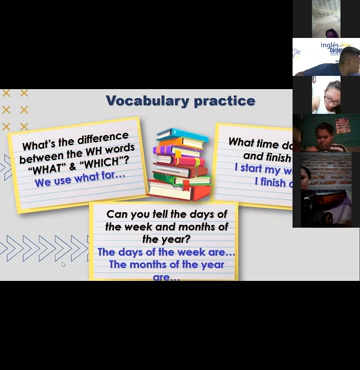 Vocabulary practice
What's the difference
between the WH words
"WHAT" & "WHICH"?
We use what for...
What time
and finish
I start my
I finish
Can you tell the days of
the week and months of
the year?
The days of the week are...
The months of the year
are...
Inglés